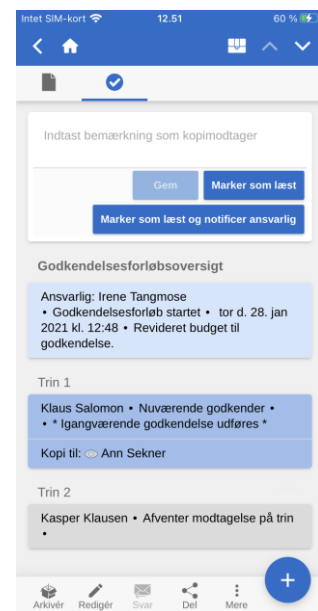 Intet SIM-kort 12.51 60 %
Indtast bemærkning som kopimodtager
Gem Marker som læst
Marker som læst og notificer ansvarlig
Godkendelsesforløbsoversigt
Ansvarlig: Irene Tangmose
• Godkendelsesforløb startet • tor d. 28. jan
2021 kl. 12:48 • Revideret budget til
godkendelse.
Trin 1
Klaus Salomon • Nuværende godkender •
• * Igangværende godkendelse udføres *
Kopi til: Ann Sekner
Trin 2
Kasper Klausen • Afventer modtagelse på trin
•
Arkivér Redigér Svar Del Mere